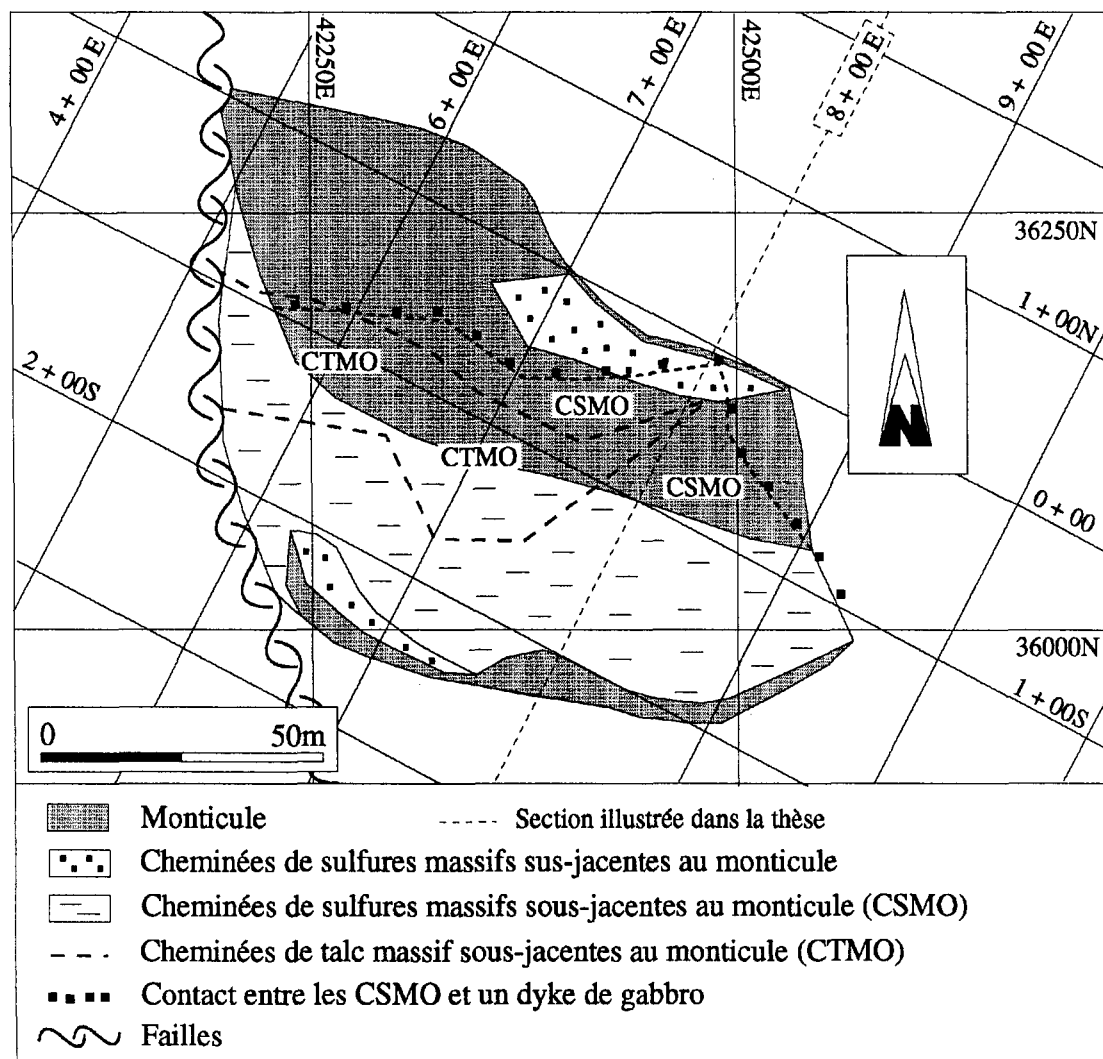 4 + 00 E
42250E
6 + 00 E
7 + 00 E
42500E
8 + 00 E
9 + 00 E
36250N
1 + 00N
2 + 00S
CTMO
CSMO
N
CTMO
CSMO
0 + 00
36000N
1 + 00S
0 50m
Monticule
Section illustrée dans la thèse
Cheminées de sulfures massifs sus-jacentes au monticule
Cheminées de sulfures massifs sous-jacentes au monticule (CSMO)
Cheminées de talc massif sous-jacentes au monticule (CTMO)
Contact entre les CSMO et un dyke de gabbro
Failles